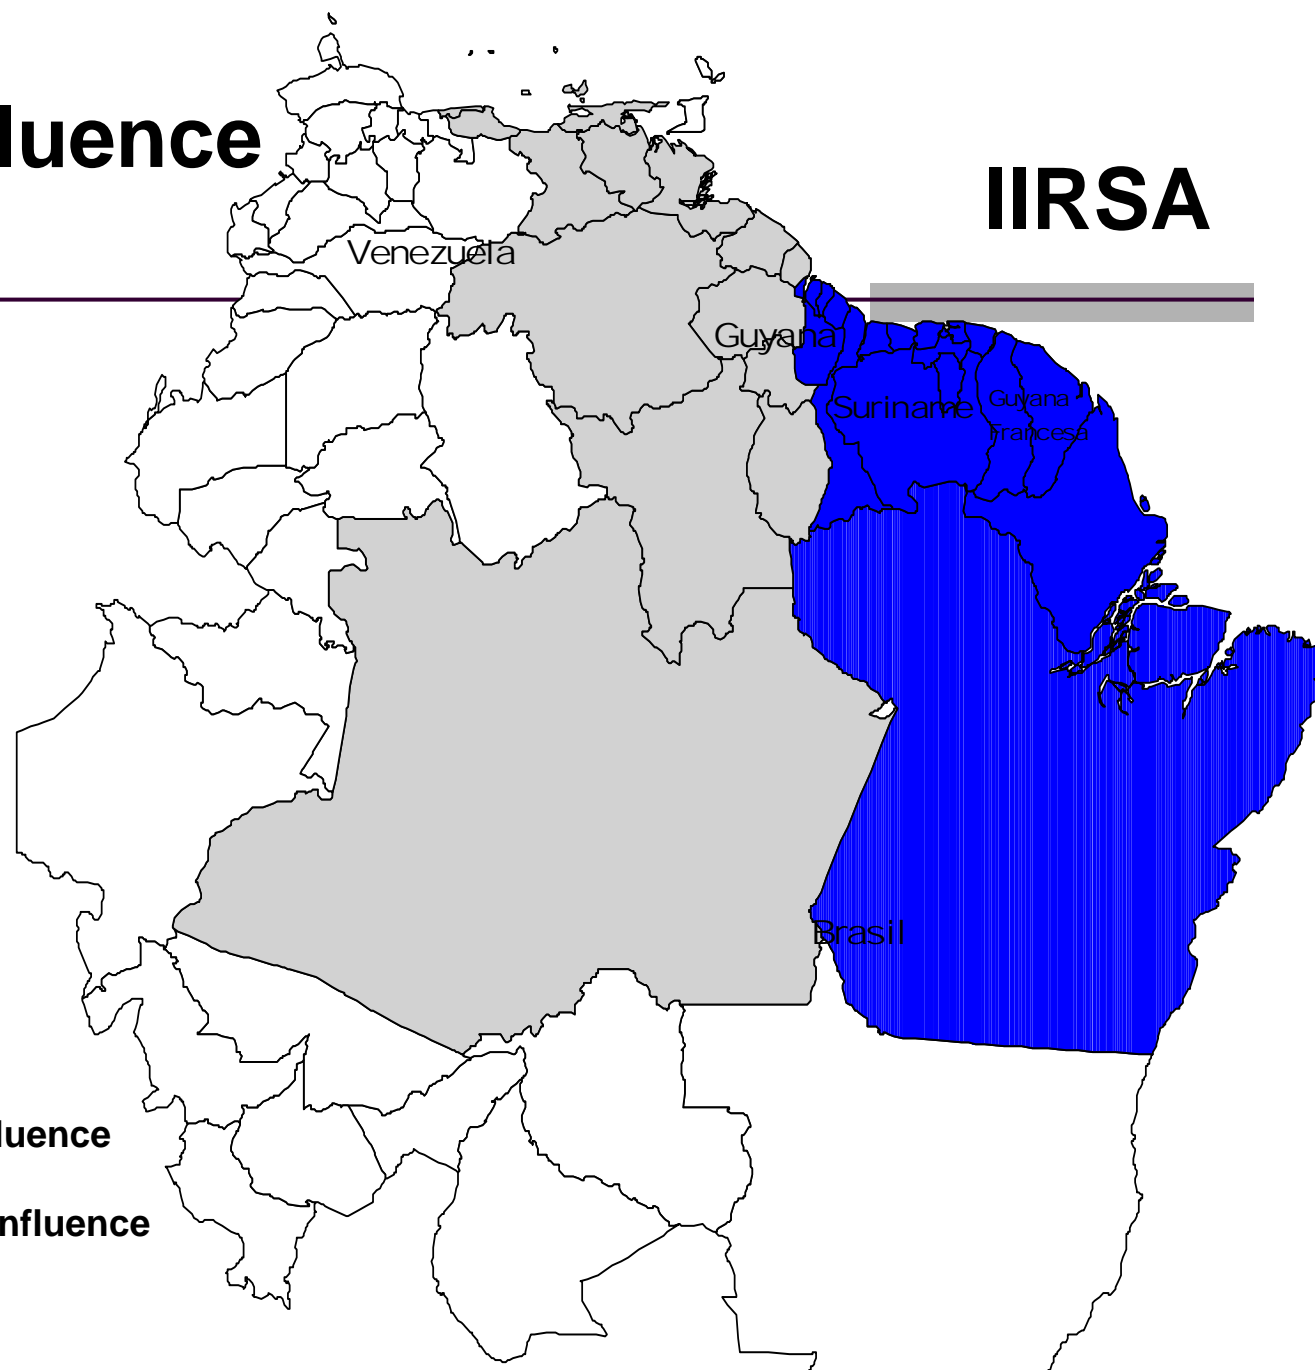 luence
IIRSA
Venezuela
Guyana
Suriname
Guyana
Francesa
Brasil
luence
nfluence